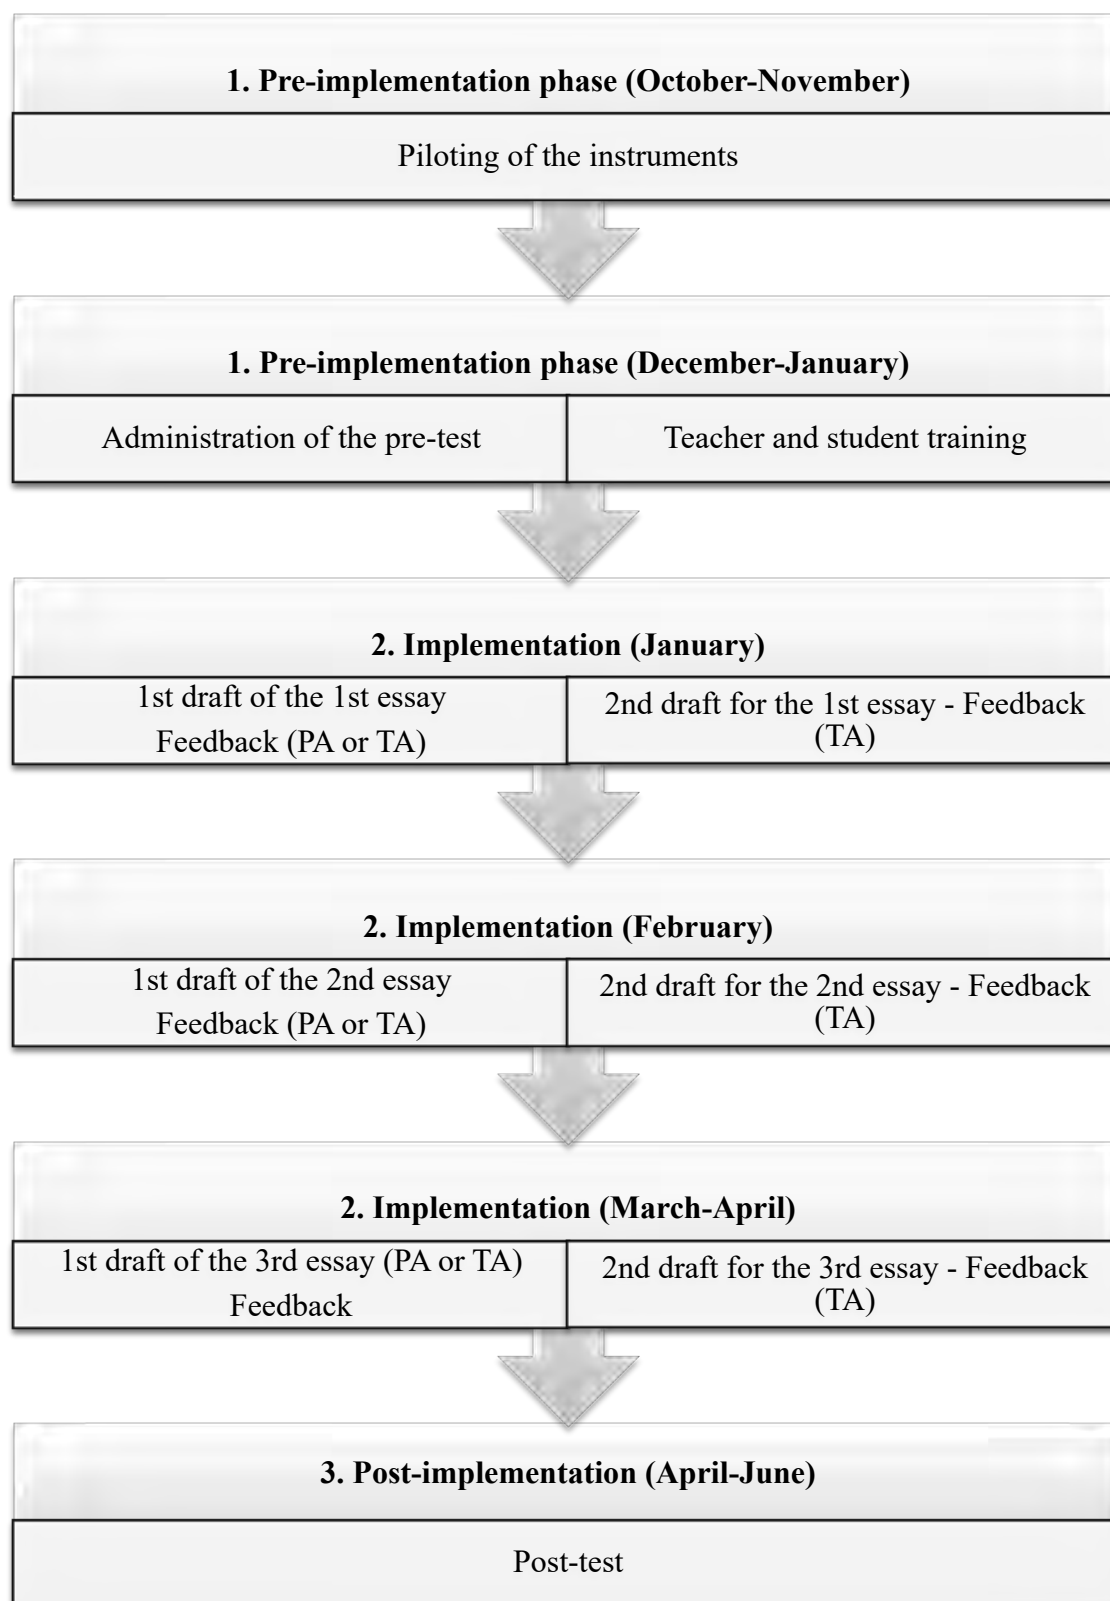 1. Pre-implementation phase (October-November)
Piloting of the instruments
1. Pre-implementation phase (December-January)
Administration of the pre-test
Teacher and student training
2. Implementation (January)
1st draft of the 1st essay
Feedback (PA or TA)
2nd draft for the 1st essay - Feedback
(TA)
2. Implementation (February)
1st draft of the 2nd essay
Feedback (PA or TA)
2nd draft for the 2nd essay - Feedback
(TA)
2. Implementation (March-April)
1st draft of the 3rd essay (PA or TA)
Feedback
2nd draft for the 3rd essay - Feedback
(TA)
3. Post-implementation (April-June)
Post-test